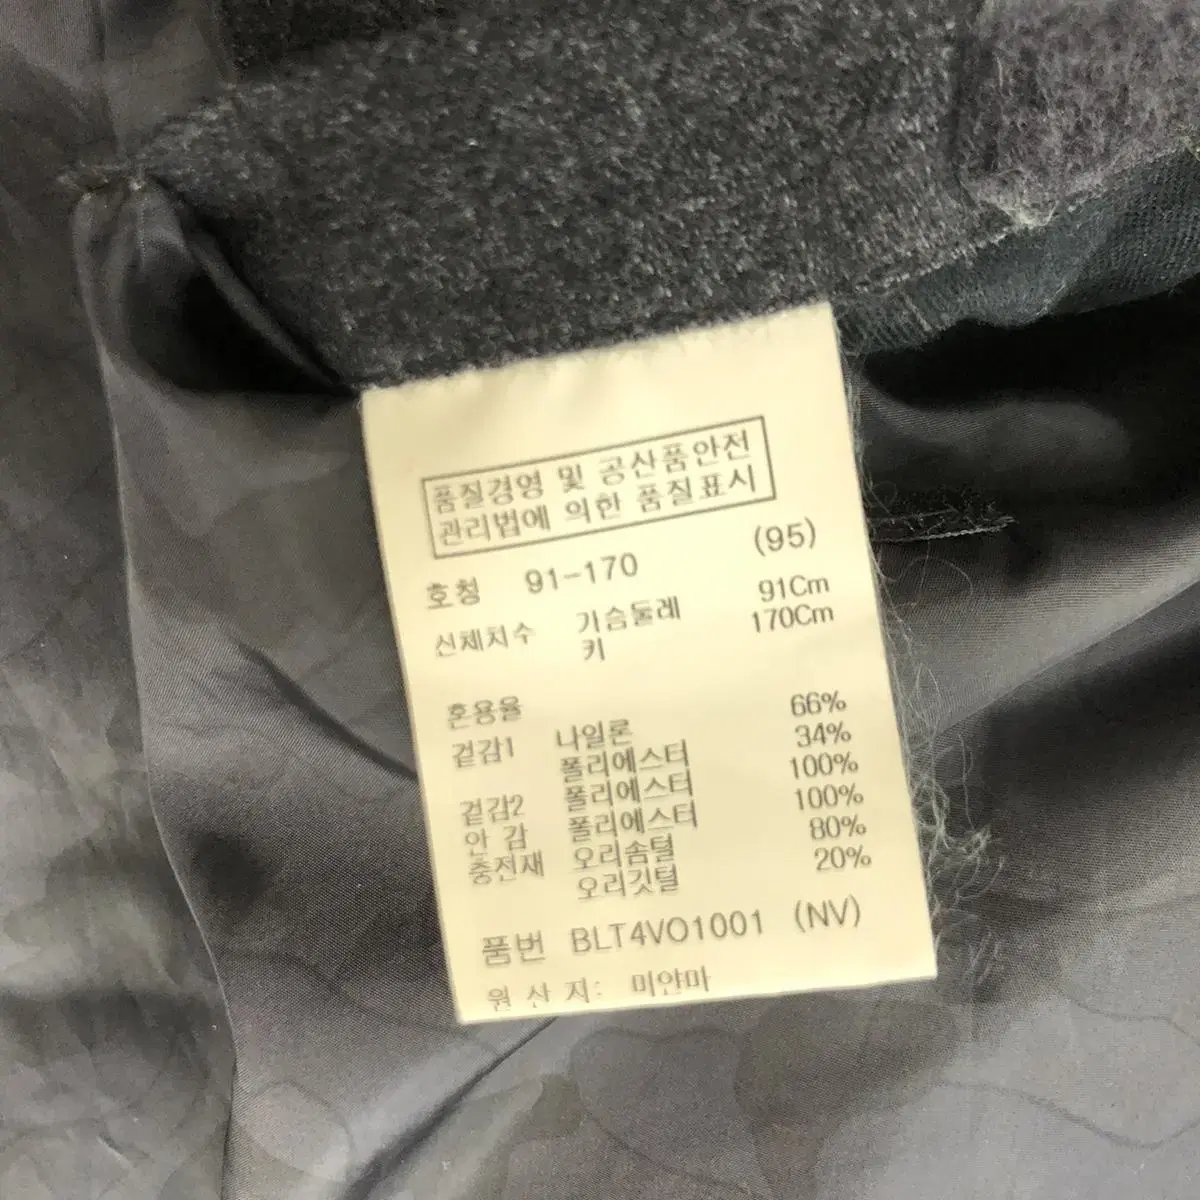 품질경영 및 공산품안전
관리법에 의한 품질표시
호칭 91-170 (95)
신체치수 가슴둘레 91Cm
키 170Cm
혼용율
겉감1 나일론 66%
폴리에스터 34%
겉감2 폴리에스터 100%
안 감 폴리에스터 100%
충전재 오리솜털 80%
오리깃털 20%
품번 BLT4VO1001 (NV)
원 산 지: 미얀마